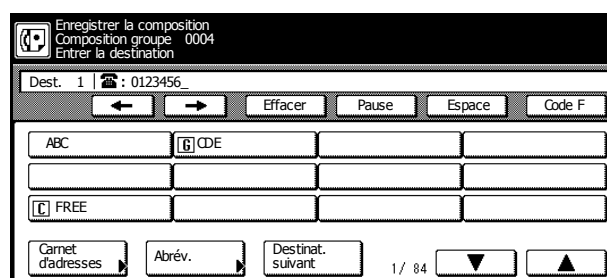 Enregistrer la composition
Composition groupe 0004
Entrer la destination
Dest. 1 ☎: 0123456_
← → Effacer Pause Espace Code F
ABC G CDE
C FREE
Carnet d'adresses Abrév. Destinat. suivant 1/ 84 ▼ ▲